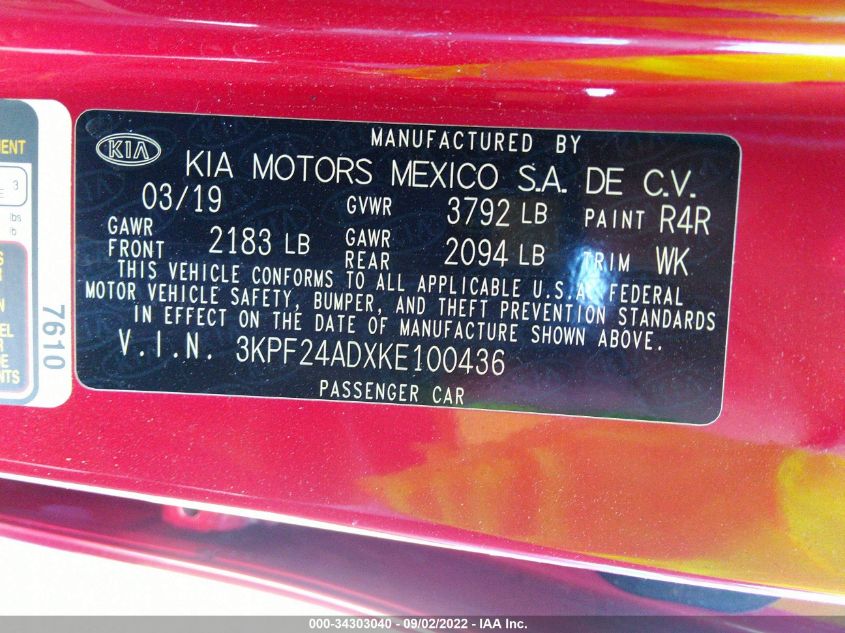 MANUFACTURED BY
KIA KIA MOTORS MEXICO S.A. DE C.V.
03/19 GVWR 3792 LB PAINT R4R
GAWR FRONT 2183 LB GAWR REAR 2094 LB TRIM WK
THIS VEHICLE CONFORMS TO ALL APPLICABLE U.S.A. FEDERAL
MOTOR VEHICLE SAFETY, BUMPER, AND THEFT PREVENTION STANDARDS
IN EFFECT ON THE DATE OF MANUFACTURE SHOWN ABOVE.
V.I.N. 3KPF24ADXKE100436
PASSENGER CAR
7610
3
lbs
000-34303040 - 09/02/2022 - IAA Inc.